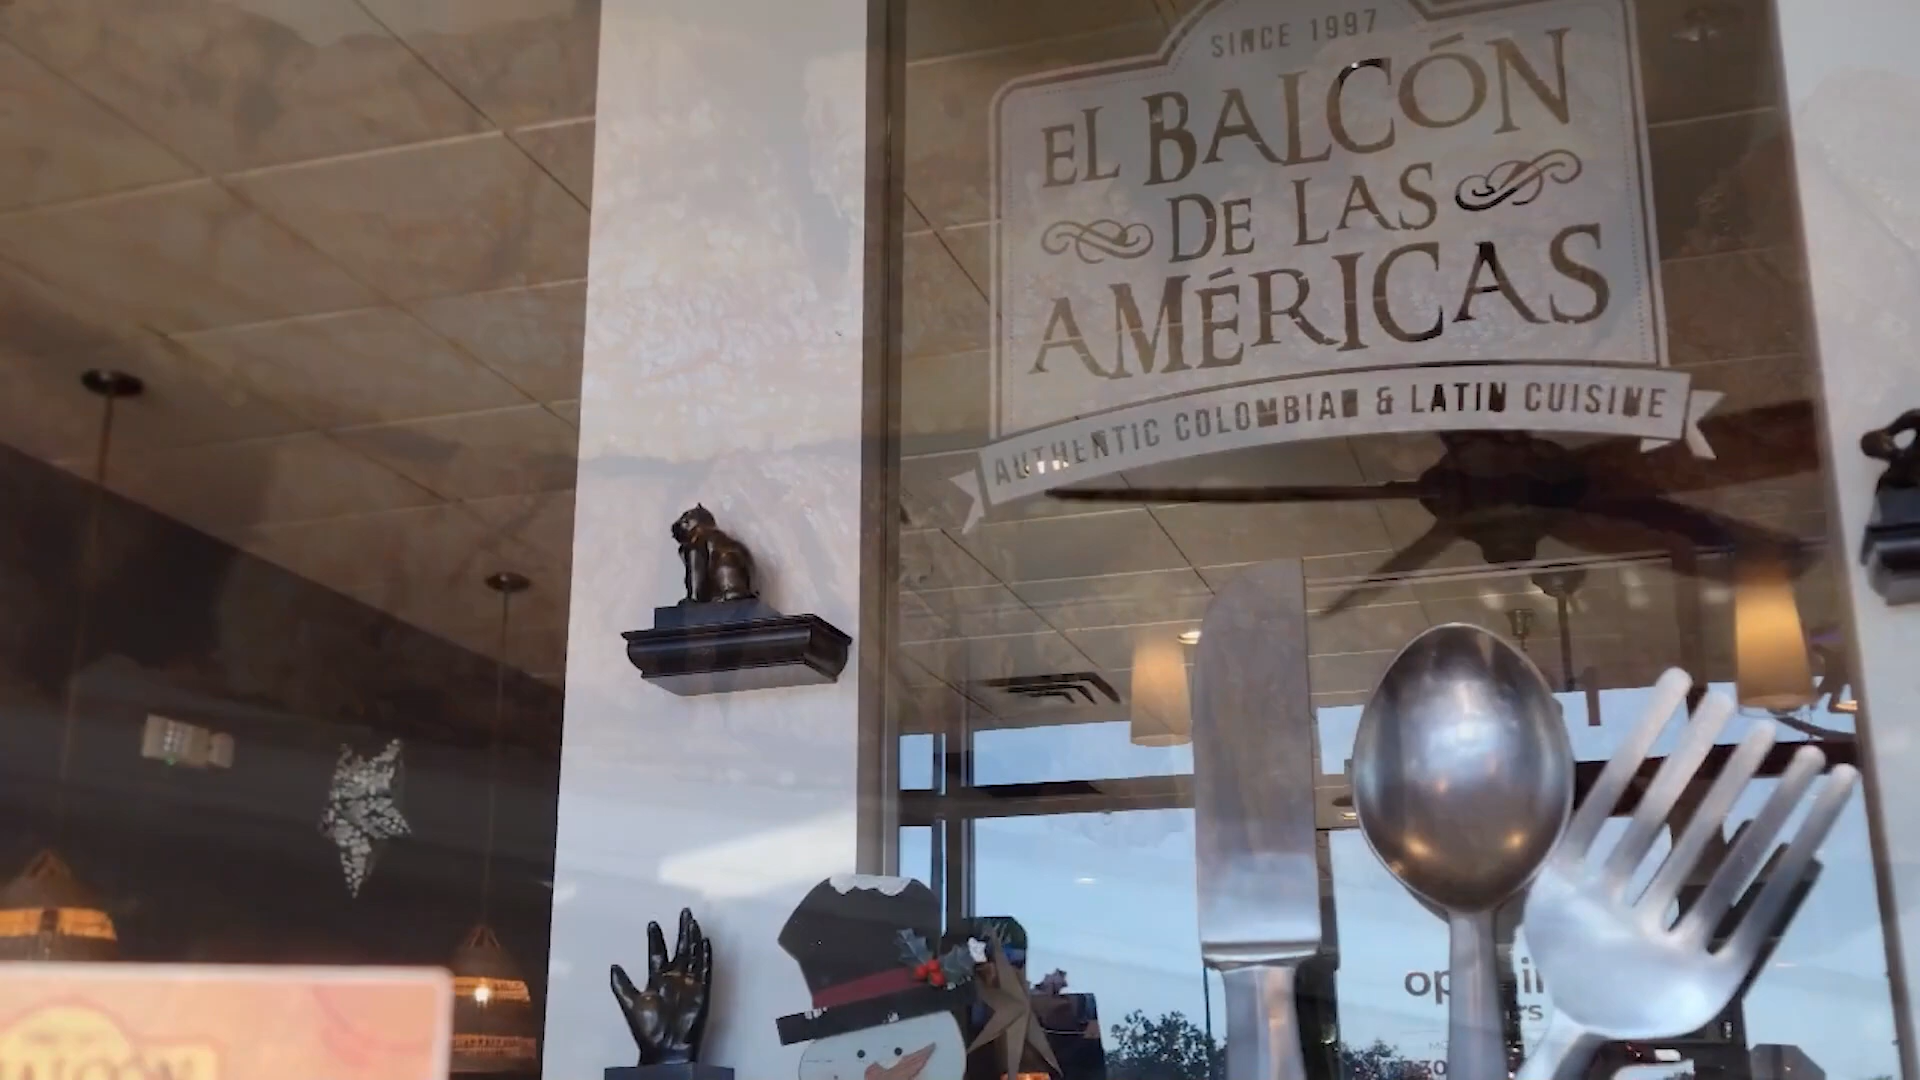 SINCE 1997
EL BALCÓN
DE LAS
AMÉRICAS
AUTHENTIC COLOMBIAN & LATIN CUISINE